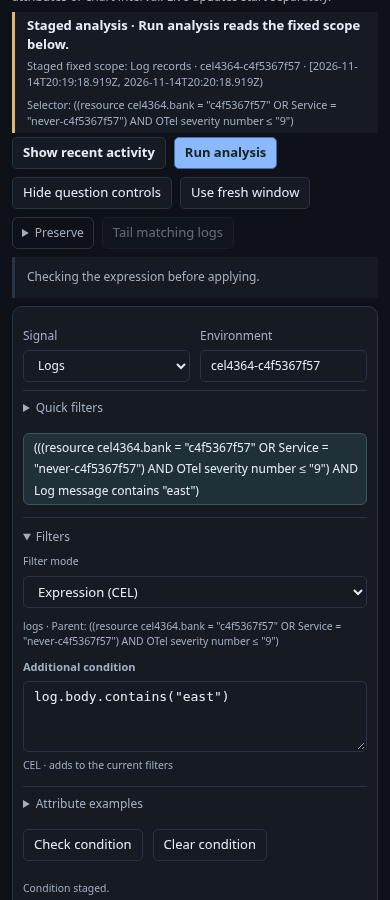 Staged analysis · Run analysis reads the fixed scope
below.
Staged fixed scope: Log records · cel4364-c4f5367f57 · [2026-11-
14T20:19:18.919Z, 2026-11-14T20:20:18.919Z)
Selector: ((resource cel4364.bank = "c4f5367f57" OR Service =
"never-c4f5367f57") AND OTel severity number ≤ "9")
Show recent activity
Run analysis
Hide question controls
Use fresh window
▶ Preserve
Tail matching logs
Checking the expression before applying.
Signal
Environment
Logs
cel4364-c4f5367f57
▶ Quick filters
(((resource cel4364.bank = "c4f5367f57" OR Service =
"never-c4f5367f57") AND OTel severity number ≤ "9") AND
Log message contains "east")
▼ Filters
Filter mode
Expression (CEL)
logs · Parent: ((resource cel4364.bank = "c4f5367f57" OR Service =
"never-c4f5367f57") AND OTel severity number ≤ "9")
Additional condition
log.body.contains("east")
CEL · adds to the current filters
▶ Attribute examples
Check condition
Clear condition
Condition staged.